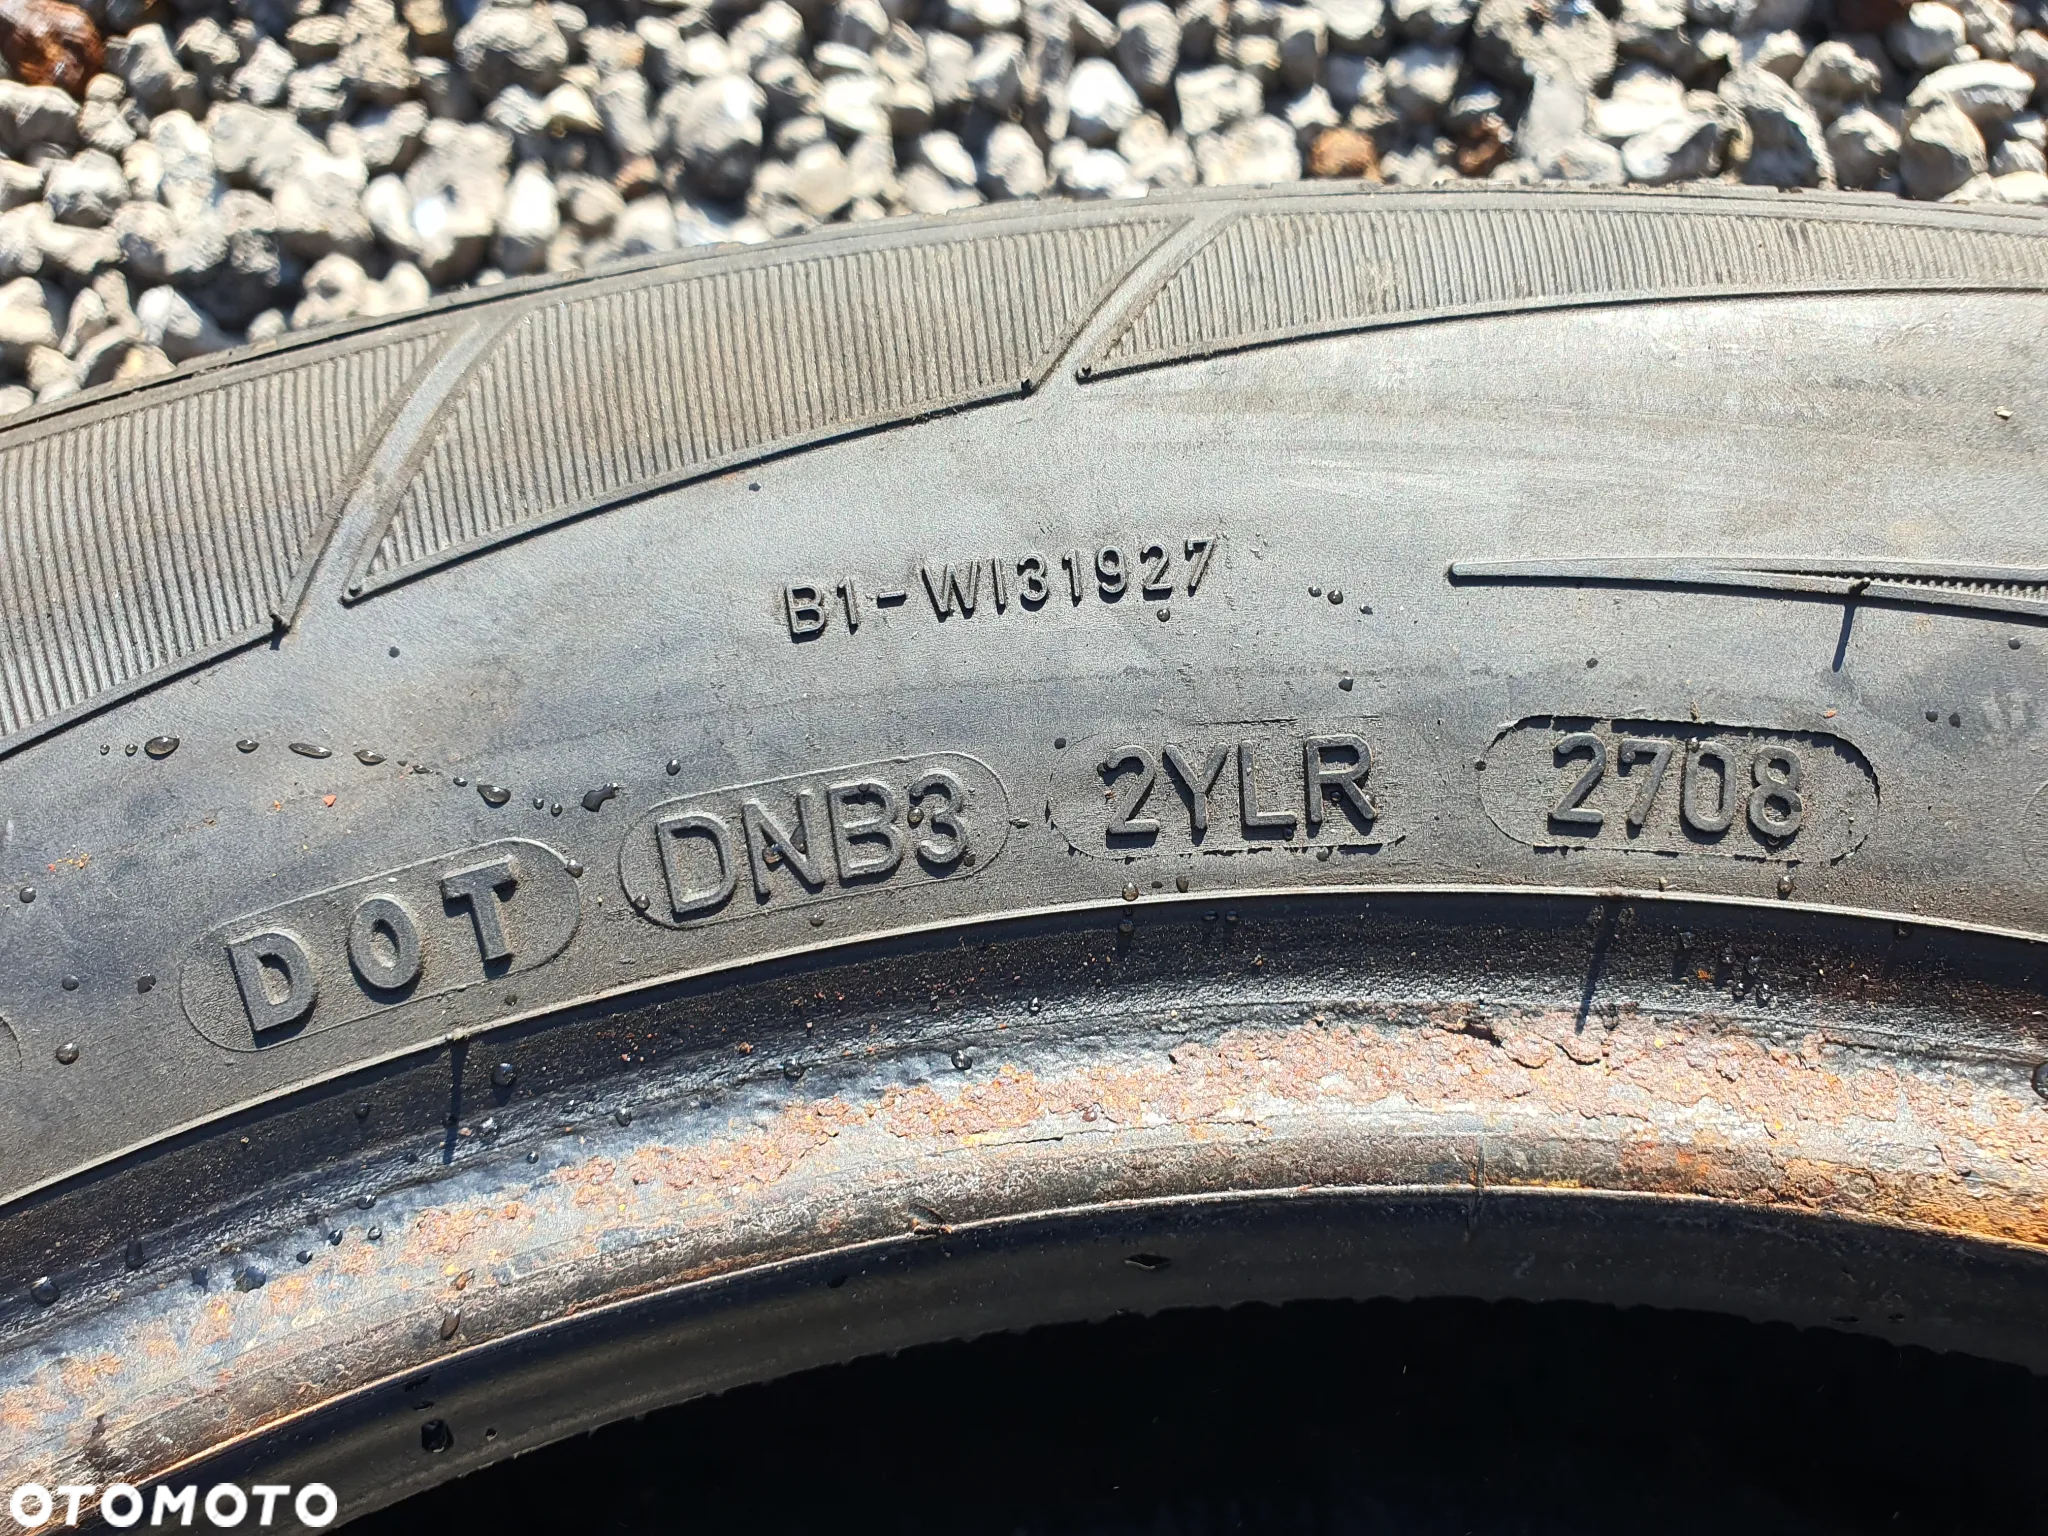 B1-WI31927
DOT DNB3 2YLR 2708
OTOMOTO